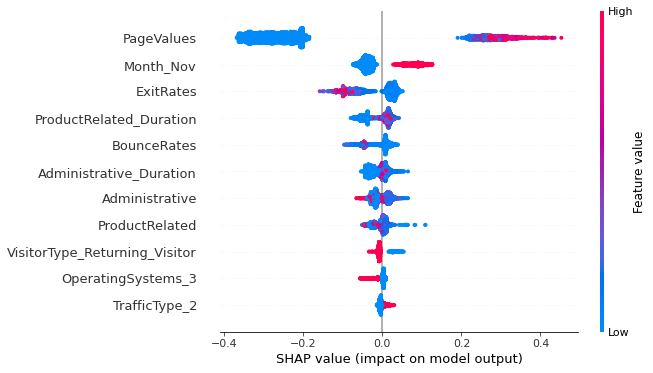 High
PageValues
Month_Nov
ExitRates
ProductRelated_Duration
BounceRates
Administrative_Duration
Administrative
ProductRelated
VisitorType_Returning_Visitor
OperatingSystems_3
TrafficType_2
Feature value
Low
−0.4 −0.2 0.0 0.2 0.4
SHAP value (impact on model output)